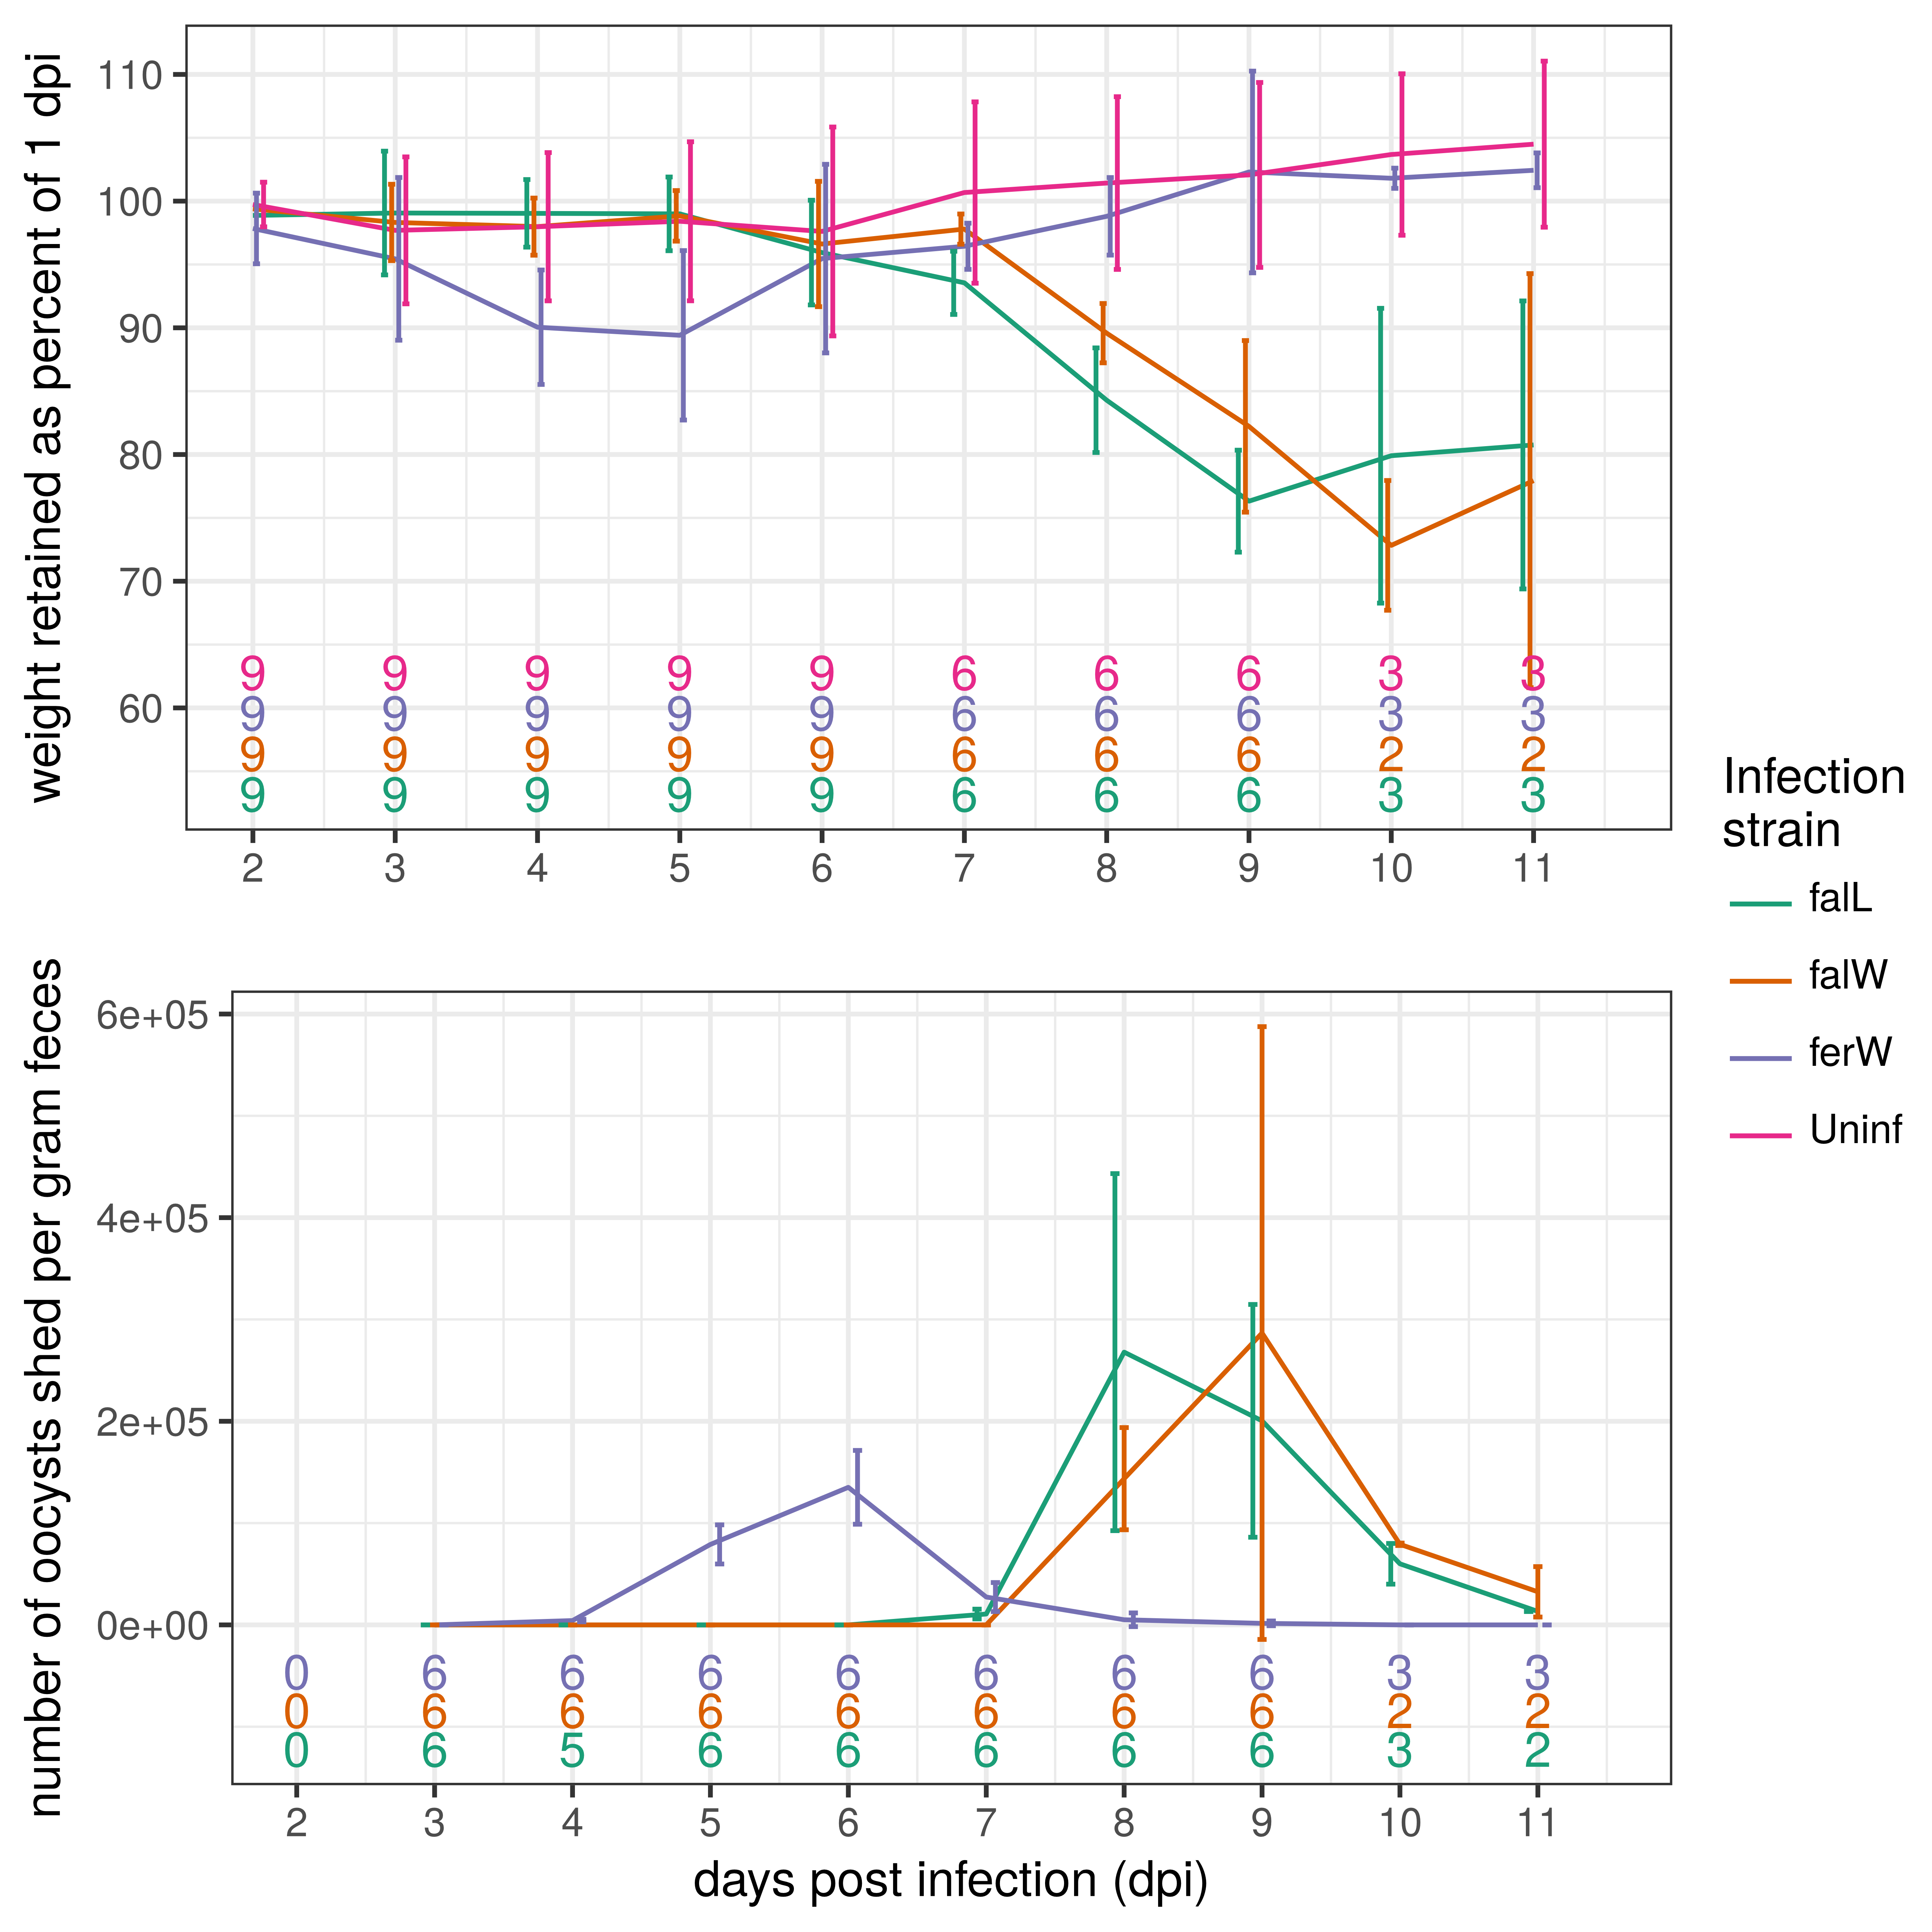 weight retained as percent of 1 dpi
110
100
90
80
70
60
9 9 9 9 9 6 6 6 3 3
9 9 9 9 9 6 6 6 3 3
9 9 9 9 9 6 6 6 2 2
9 9 9 9 9 6 6 6 3 3
2 3 4 5 6 7 8 9 10 11
number of oocysts shed per gram feces
6e+05
4e+05
2e+05
0e+00
0 6 6 6 6 6 6 6 3 3
0 6 6 6 6 6 6 6 2 2
0 6 5 6 6 6 6 6 3 2
2 3 4 5 6 7 8 9 10 11
days post infection (dpi)
Infection
strain
falL
falW
ferW
Uninf